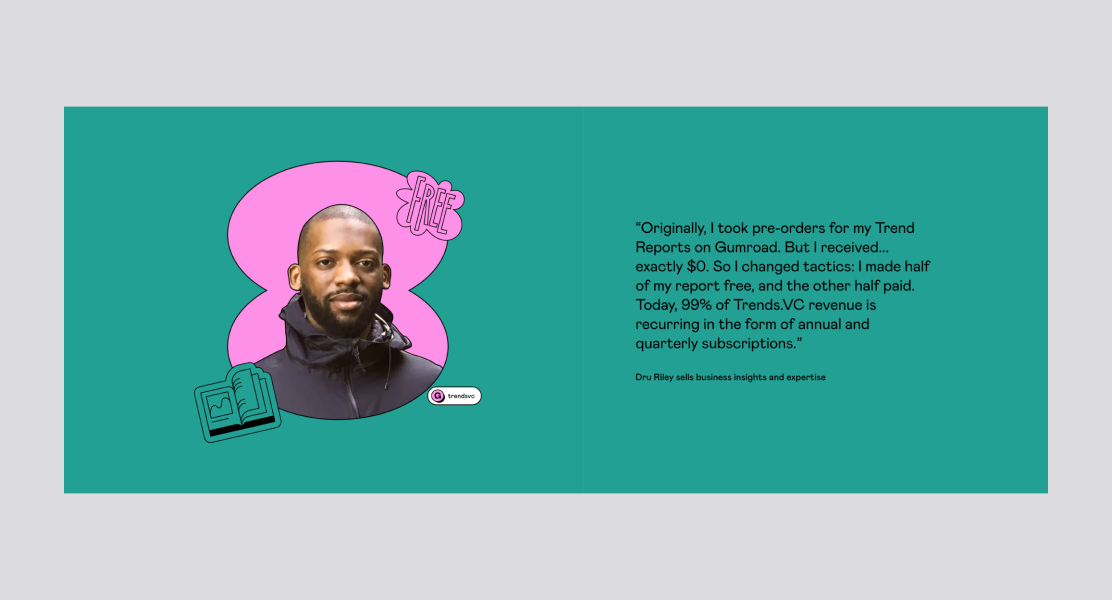 FREE
G trendsvc
“Originally, I took pre-orders for my Trend
Reports on Gumroad. But I received...
exactly $0. So I changed tactics: I made half
of my report free, and the other half paid.
Today, 99% of Trends.VC revenue is
recurring in the form of annual and
quarterly subscriptions.”
Dru Riley sells business insights and expertise